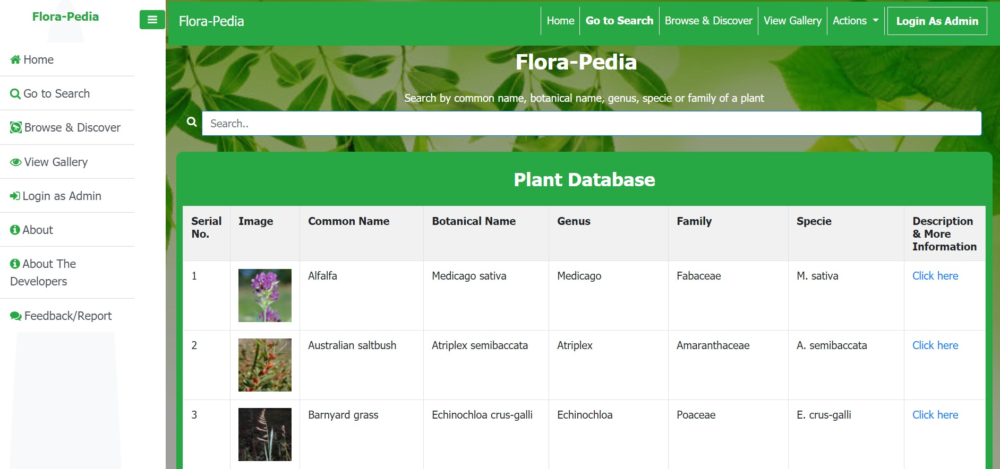 Flora-Pedia
Home
Go to Search
Browse & Discover
View Gallery
Login as Admin
About
About The
Developers
Feedback/Report
Flora-Pedia
Home
Go to Search
Browse & Discover
View Gallery
Actions
Login As Admin
Flora-Pedia
Search by common name, botanical name, genus, specie or family of a plant
Search..
Plant Database
Serial No. Image Common Name Botanical Name Genus Family Specie Description & More Information
1 Alfalfa Medicago sativa Medicago Fabaceae M. sativa Click here
2 Australian saltbush Atriplex semibaccata Atriplex Amaranthaceae A. semibaccata Click here
3 Barnyard grass Echinochloa crus-galli Echinochloa Poaceae E. crus-galli Click here